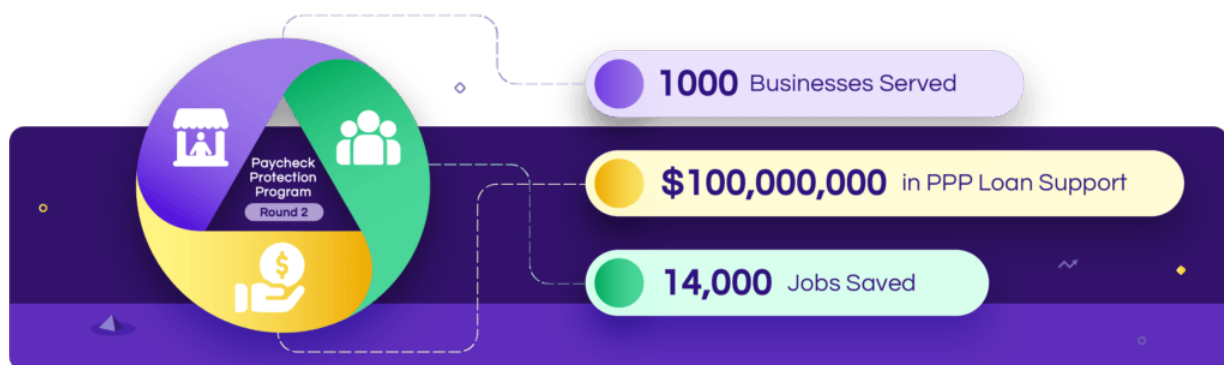 Paycheck
Protection
Program
Round 2
1000 Businesses Served
$100,000,000 in PPP Loan Support
14,000 Jobs Saved